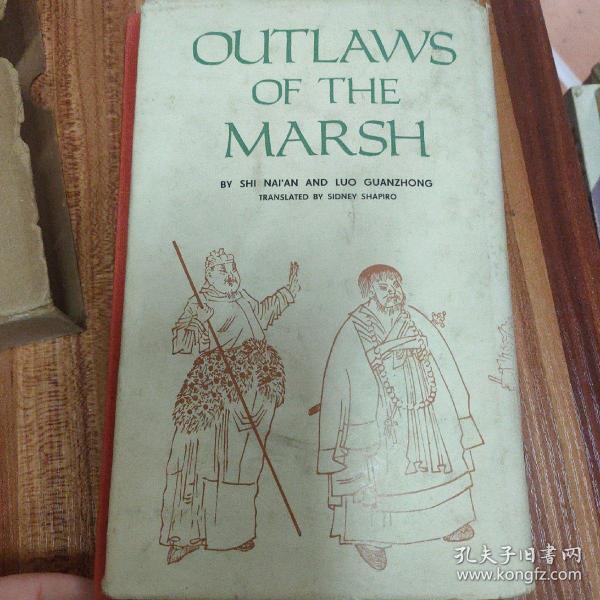 OUTLAWS
OF THE
MARSH
BY SHI NAI'AN AND LUO GUANZHONG
TRANSLATED BY SIDNEY SHAPIRO
孔夫子旧书网
www.kongfz.com